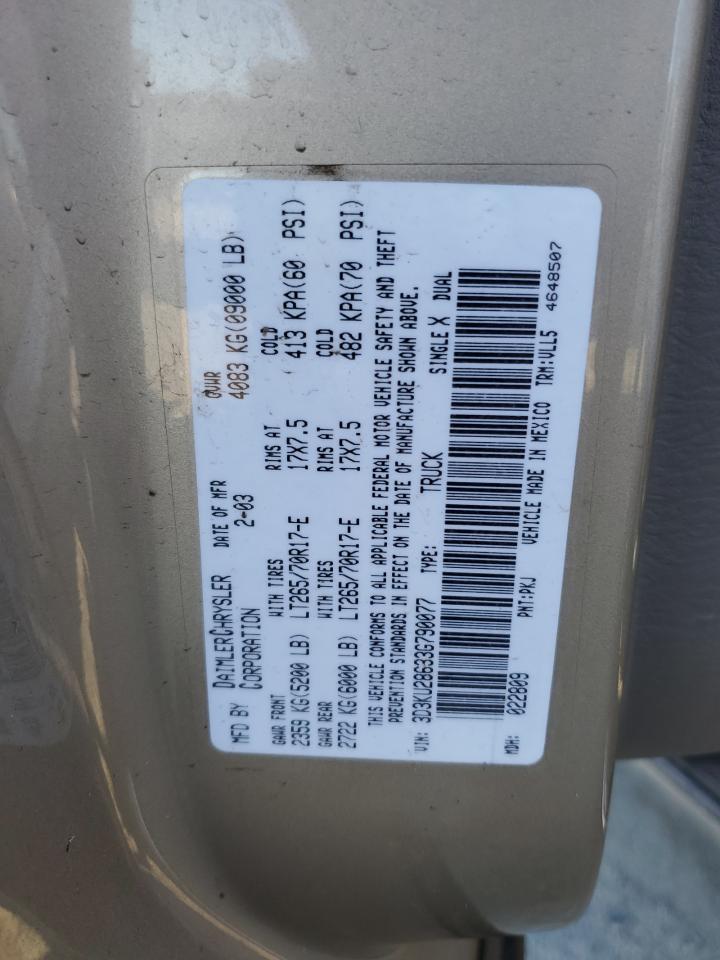 MFD BY DAIMLERCHRYSLER CORPORATION
DATE OF MFR 2-03
GVWR 4083 KG(09000 LB)
GAWR FRONT WITH TIRES RIMS AT COLD
2359 KG(5200 LB) LT265/70R17-E 17X7.5 413 KPA(60 PSI)
GAWR REAR WITH TIRES RIMS AT COLD
2722 KG(6000 LB) LT265/70R17-E 17X7.5 482 KPA(70 PSI)
THIS VEHICLE CONFORMS TO ALL APPLICABLE FEDERAL MOTOR VEHICLE SAFETY AND THEFT
PREVENTION STANDARDS IN EFFECT ON THE DATE OF MANUFACTURE SHOWN ABOVE.
VIN: 3D3KU28633G790077 TYPE: TRUCK SINGLE X DUAL
MDH: 022809 PNT:PKJ VEHICLE MADE IN MEXICO TRM:VLL5 4648507